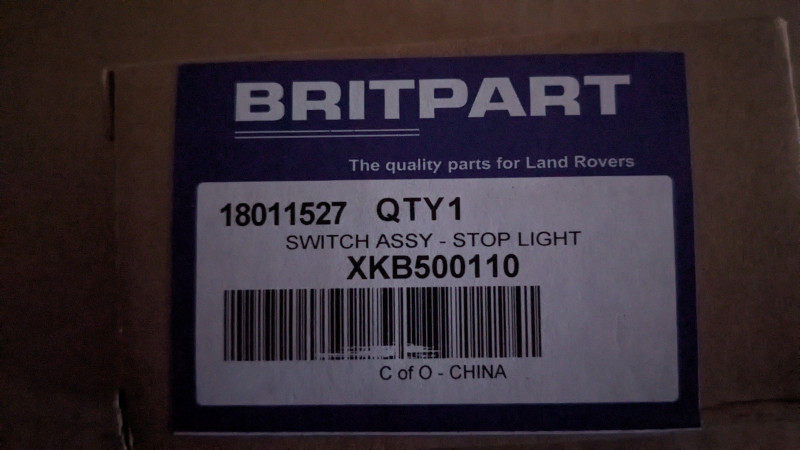 BRITPART
The quality parts for Land Rovers
18011527 QTY1
SWITCH ASSY - STOP LIGHT
XKB500110
C of O - CHINA